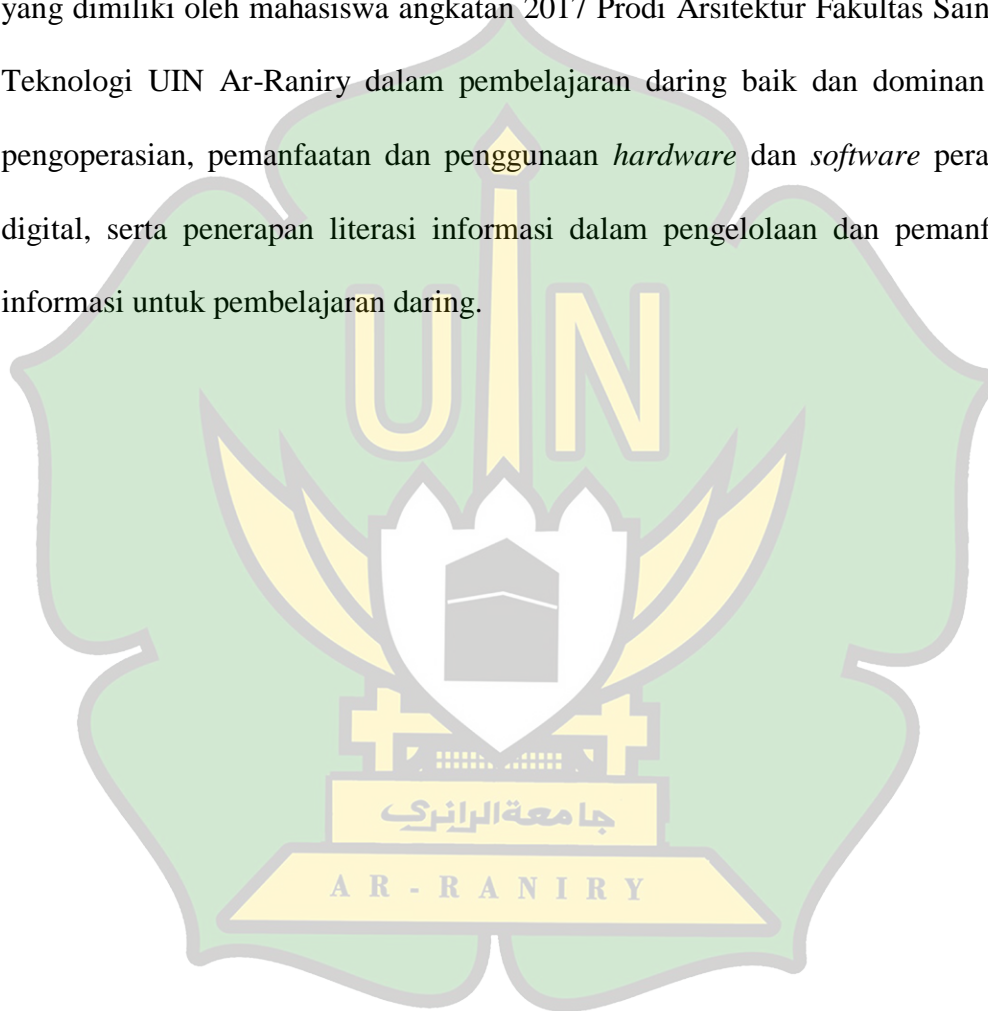 yang dimiliki oleh mahasiswa angkatan 2017 Prodi Arsitektur Fakultas Sain
Teknologi UIN Ar-Raniry dalam pembelajaran daring baik dan dominan
pengoperasian, pemanfaatan dan penggunaan hardware dan software pera
digital, serta penerapan literasi informasi dalam pengelolaan dan pemanf
informasi untuk pembelajaran daring.
UIN
جامعة الرانري
AR-RANIRY